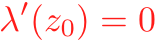 λ′(z₀) = 0